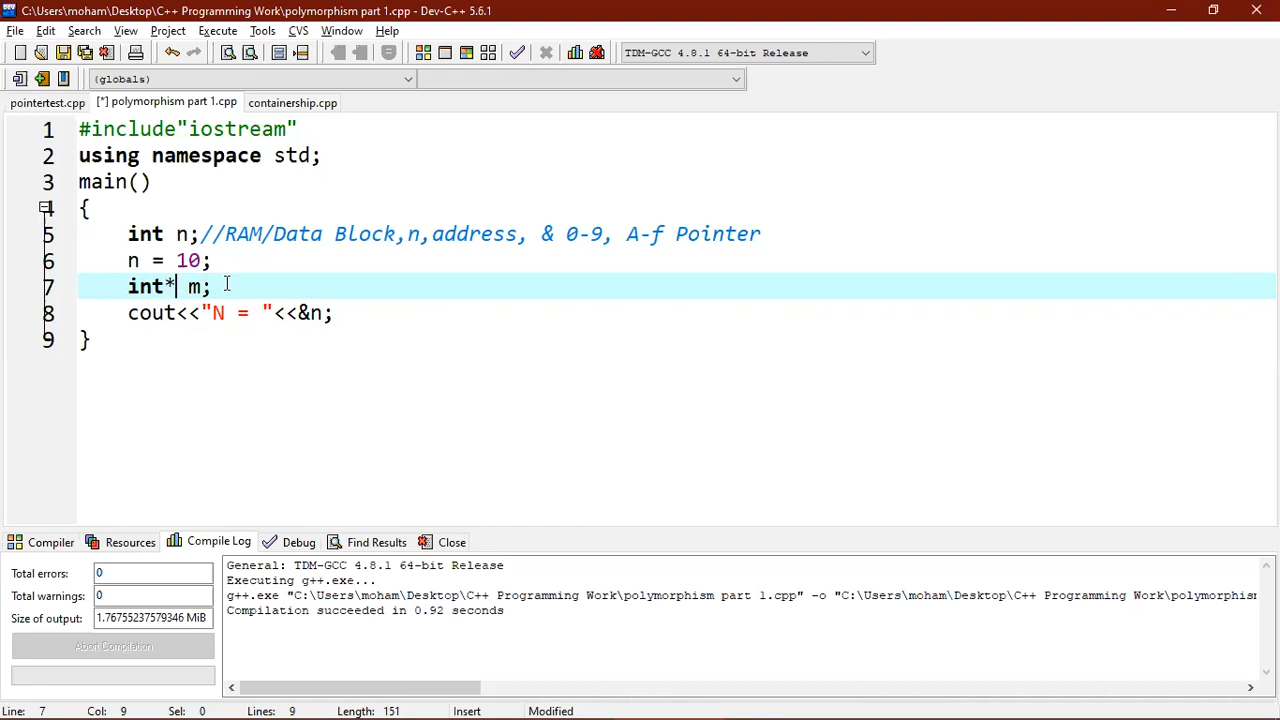 C:\Users\moham\Desktop\C++ Programming Work\polymorphism part 1.cpp - Dev-C++ 5.6.1
File Edit Search View Project Execute Tools CVS Window Help
TDM-GCC 4.8.1 64-bit Release
(globals)
pointertest.cpp [*] polymorphism part 1.cpp containership.cpp
1 #include"iostream"
2 using namespace std;
3 main()
4 {
5 int n;//RAM/Data Block,n,address, & 0-9, A-f Pointer
6 n = 10;
7 int* m;
8 cout<<"N = "<<&n;
9 }
Compiler Resources Compile Log Debug Find Results Close
Total errors: 0
Total warnings: 0
Size of output: 1.76755237579346 MiB
Abort Compilation
General: TDM-GCC 4.8.1 64-bit Release
Executing g++.exe...
g++.exe "C:\Users\moham\Desktop\C++ Programming Work\polymorphism part 1.cpp" -o "C:\Users\moham\Desktop\C++ Programming Work\polymorphism
Compilation succeeded in 0.92 seconds
Line: 7 Col: 9 Sel: 0 Lines: 9 Length: 151 Insert Modified